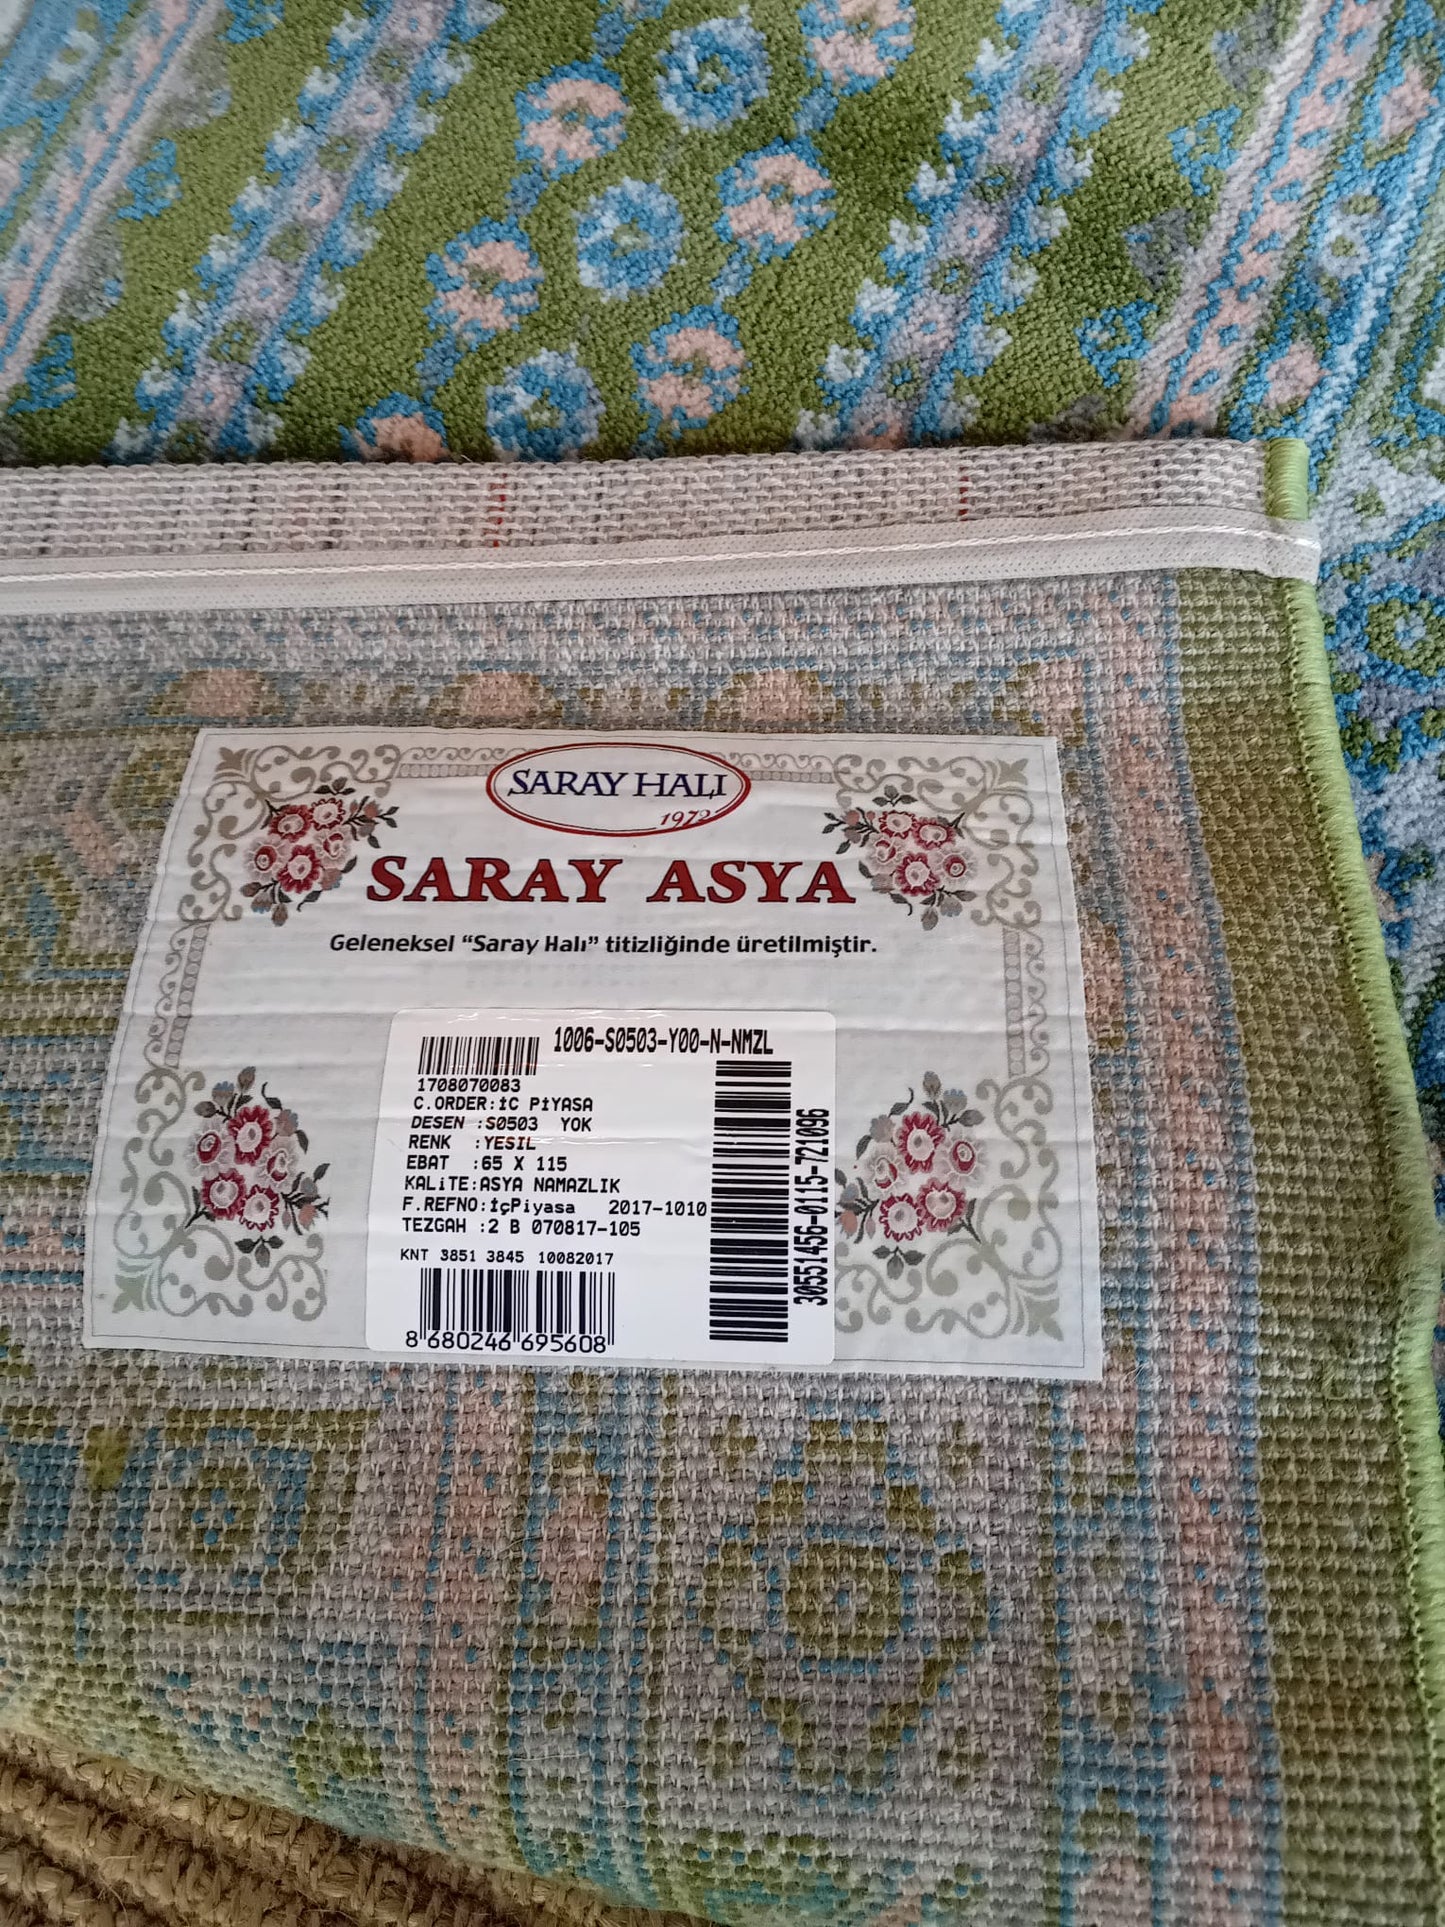 SARAY HALI
1972
SARAY ASYA
Geleneksel “Saray Halı” titizliğinde üretilmiştir.
1006-S0503-Y00-N-NMZL
1708070083
C.ORDER:İC PİYASA
DESEN :S0503 YOK
RENK :YESIL
EBAT :65 X 115
KALiTE:ASYA NAMAZLIK
F.REFNO:İçPiyasa 2017-1010
TEZGAH :2 B 070817-105
KNT 3851 3845 10082017
8 680246 695608
30551456-0115-721096